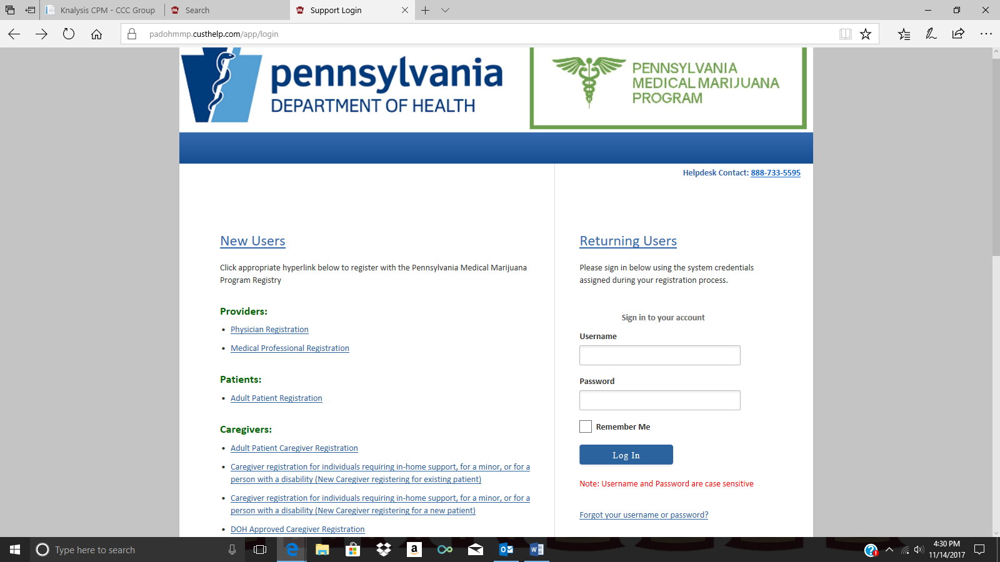 Knalysis CPM - CCC Group
Search
Support Login
padohmmp.custhelp.com/app/login
pennsylvania
DEPARTMENT OF HEALTH
PENNSYLVANIA
MEDICAL MARIJUANA
PROGRAM
Helpdesk Contact: 888-733-5595
New Users
Click appropriate hyperlink below to register with the Pennsylvania Medical Marijuana
Program Registry
Providers:
• Physician Registration
• Medical Professional Registration
Patients:
• Adult Patient Registration
Caregivers:
• Adult Patient Caregiver Registration
• Caregiver registration for individuals requiring in-home support, for a minor, or for a
person with a disability (New Caregiver registering for existing patient)
• Caregiver registration for individuals requiring in-home support, for a minor, or for a
person with a disability (New Caregiver registering for a new patient)
• DOH Approved Caregiver Registration
Returning Users
Please sign in below using the system credentials
assigned during your registration process.
Sign in to your account
Username
Password
Remember Me
Log In
Note: Username and Password are case sensitive
Forgot your username or password?
Type here to search
4:30 PM
11/14/2017